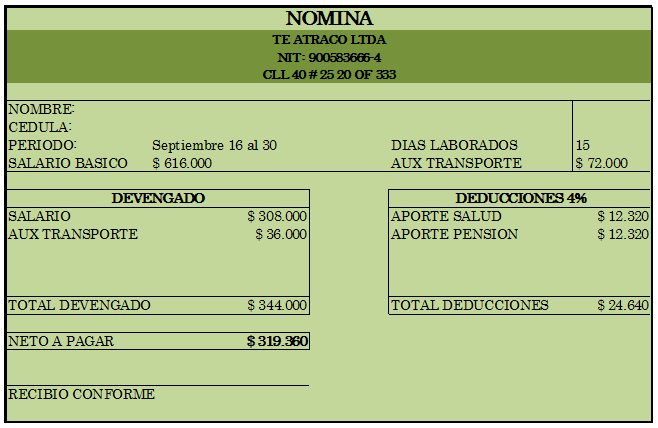 NOMINA
TE ATRACO LTDA
NIT: 900583666-4
CLL 40 # 25 20 OF 333
NOMBRE:
CEDULA:
PERIODO: Septiembre 16 al 30 DIAS LABORADOS 15
SALARIO BASICO $ 616.000 AUX TRANSPORTE $ 72.000
DEVENGADO DEDUCCIONES 4%
SALARIO $ 308.000 APORTE SALUD $ 12.320
AUX TRANSPORTE $ 36.000 APORTE PENSION $ 12.320
TOTAL DEVENGADO $ 344.000 TOTAL DEDUCCIONES $ 24.640
NETO A PAGAR $ 319.360
RECIBIO CONFORME